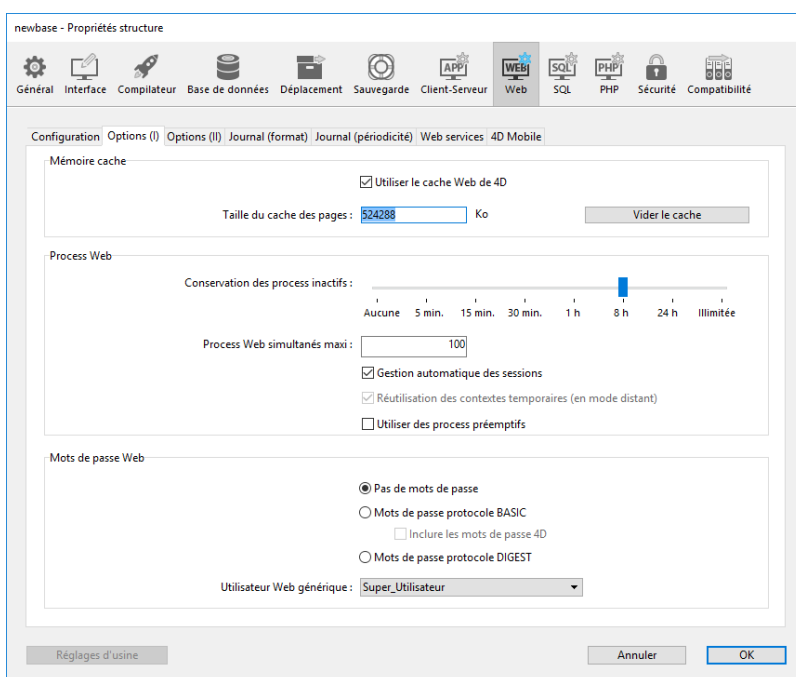 newbase - Propriétés structure
APP WEB SQL PHP
Général Interface Compilateur Base de données Déplacement Sauvegarde Client-Serveur Web SQL PHP Sécurité Compatibilité
Configuration Options (I) Options (II) Journal (format) Journal (périodicité) Web services 4D Mobile
Mémoire cache
Utiliser le cache Web de 4D
Taille du cache des pages : 524288 Ko Vider le cache
Process Web
Conservation des process inactifs :
Aucune 5 min. 15 min. 30 min. 1 h 8 h 24 h Illimitée
Process Web simultanés maxi : 100
Gestion automatique des sessions
Réutilisation des contextes temporaires (en mode distant)
Utiliser des process préemptifs
Mots de passe Web
Pas de mots de passe
Mots de passe protocole BASIC
Inclure les mots de passe 4D
Mots de passe protocole DIGEST
Utilisateur Web générique : Super_Utilisateur
Réglages d'usine Annuler OK